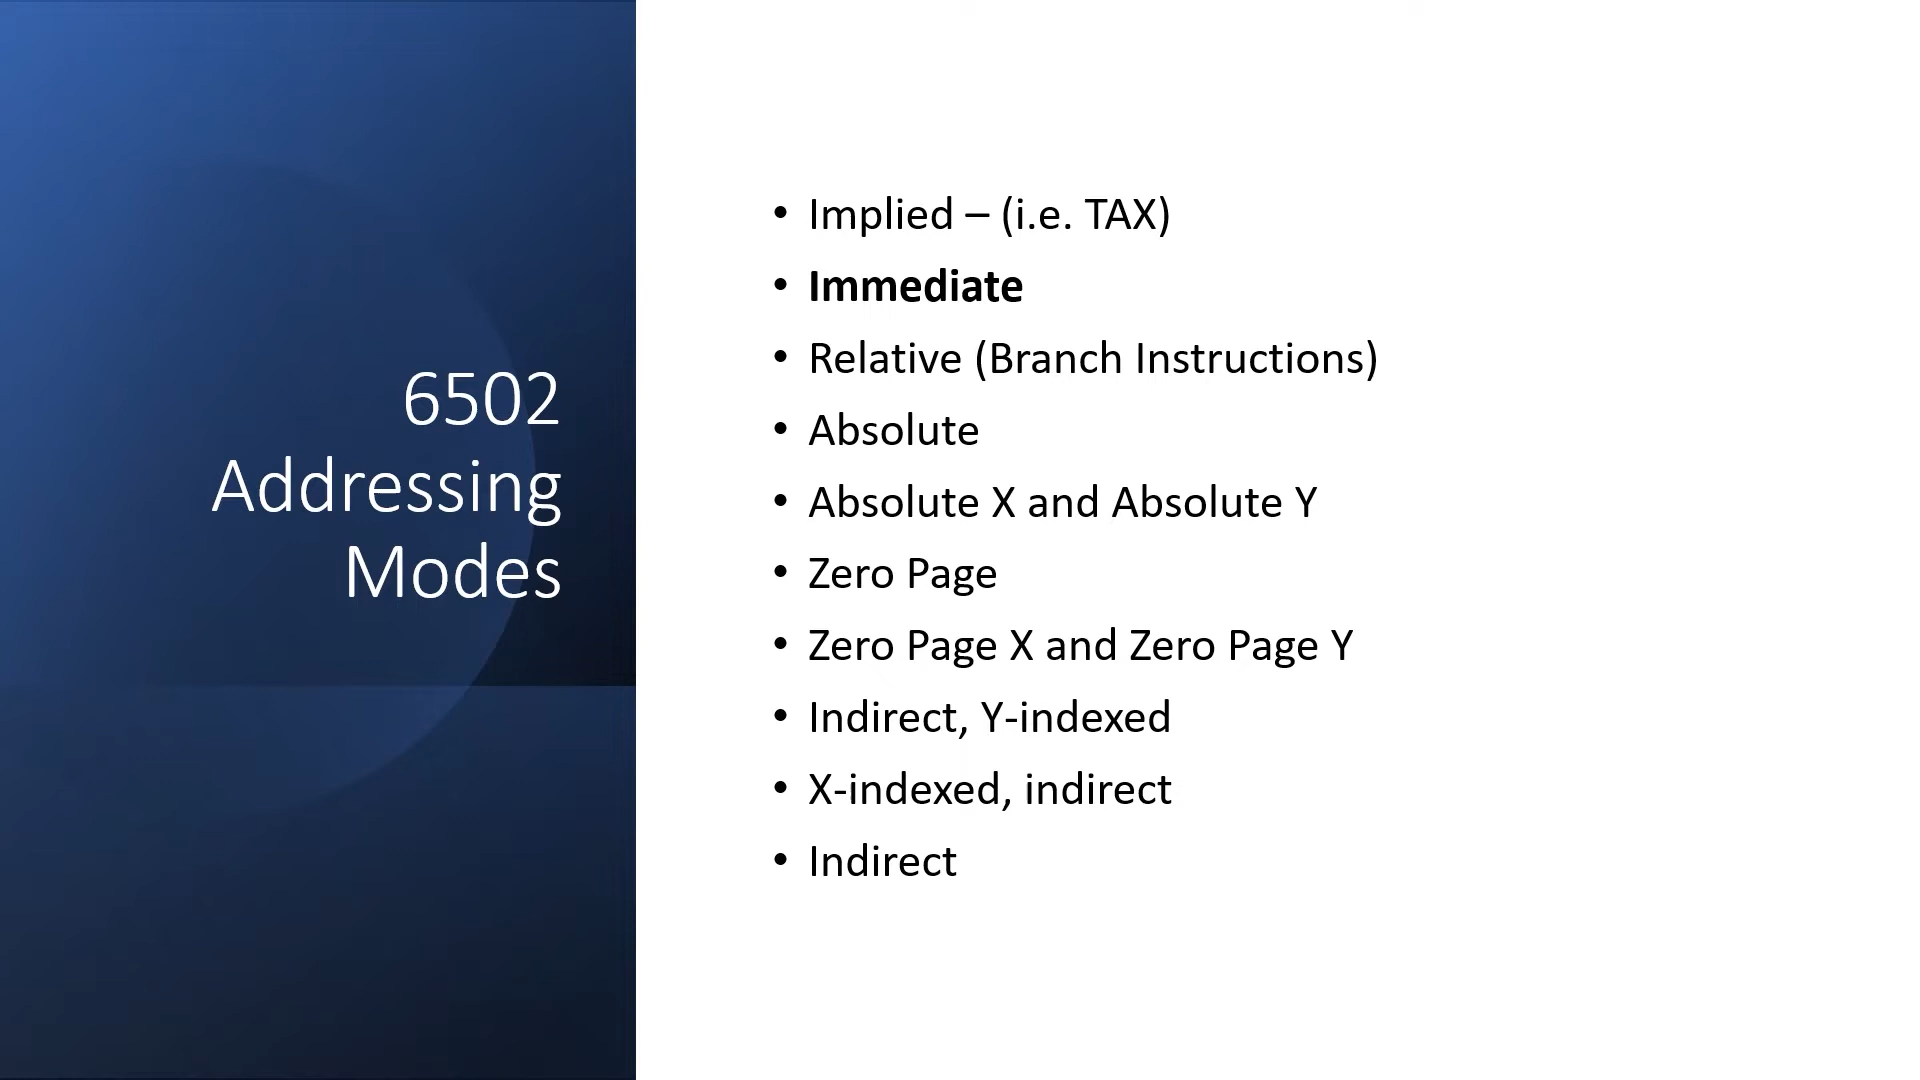 6502
Addressing
Modes
• Implied – (i.e. TAX)
• Immediate
• Relative (Branch Instructions)
• Absolute
• Absolute X and Absolute Y
• Zero Page
• Zero Page X and Zero Page Y
• Indirect, Y-indexed
• X-indexed, indirect
• Indirect